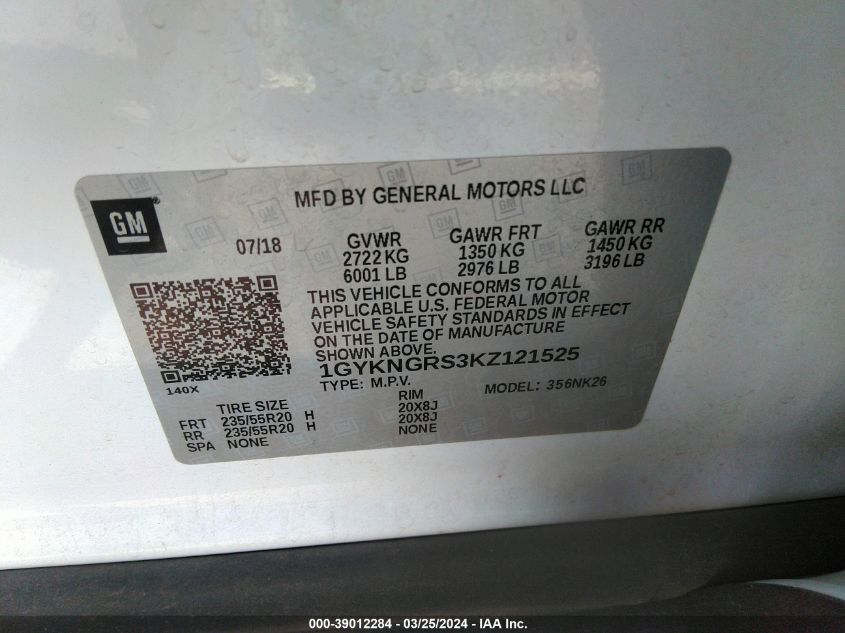 GM
MFD BY GENERAL MOTORS LLC
07/18
GVWR GAWR FRT GAWR RR
2722 KG 1350 KG 1450 KG
6001 LB 2976 LB 3196 LB
THIS VEHICLE CONFORMS TO ALL
APPLICABLE U.S. FEDERAL MOTOR
VEHICLE SAFETY STANDARDS IN EFFECT
ON THE DATE OF MANUFACTURE
SHOWN ABOVE.
1GYKNGRS3KZ121525
140X
TYPE: M.P.V. MODEL: 356NK26
TIRE SIZE RIM
FRT 235/55R20 H 20X8J
RR 235/55R20 H 20X8J
SPA NONE NONE
000-39012284 - 03/25/2024 - IAA Inc.